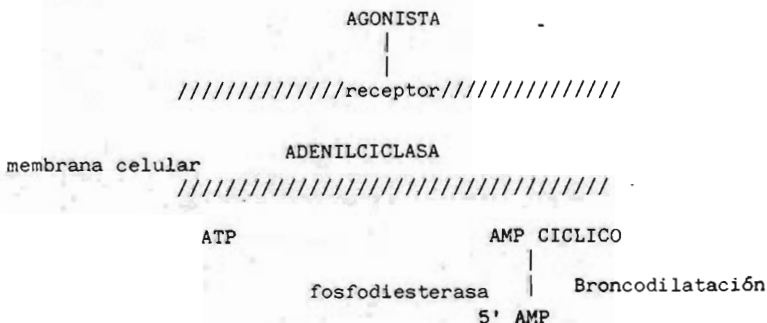 AGONISTA
//////////////receptor///////////////
ADENILCICLASA
membrana celular
////////////////////////////////////
ATP AMP CICLICO
fosfodiesterasa Broncodilatación
5' AMP